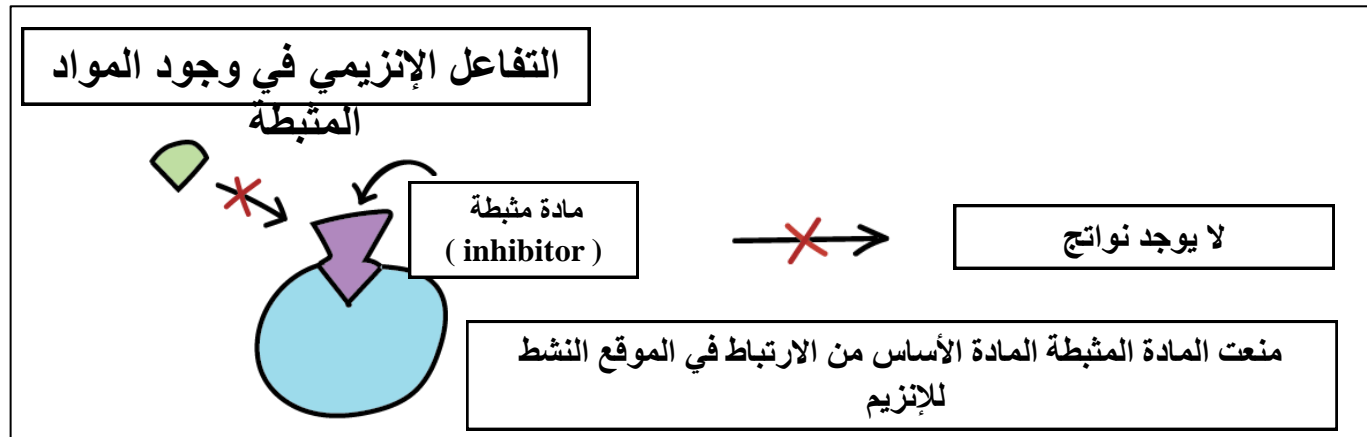 التفاعل الإنزيمي في وجود المواد
المثبطة
مادة مثبطة
( inhibitor )
لا يوجد نواتج
منعت المادة المثبطة المادة الأساس من الارتباط في الموقع النشط
للإنزيم